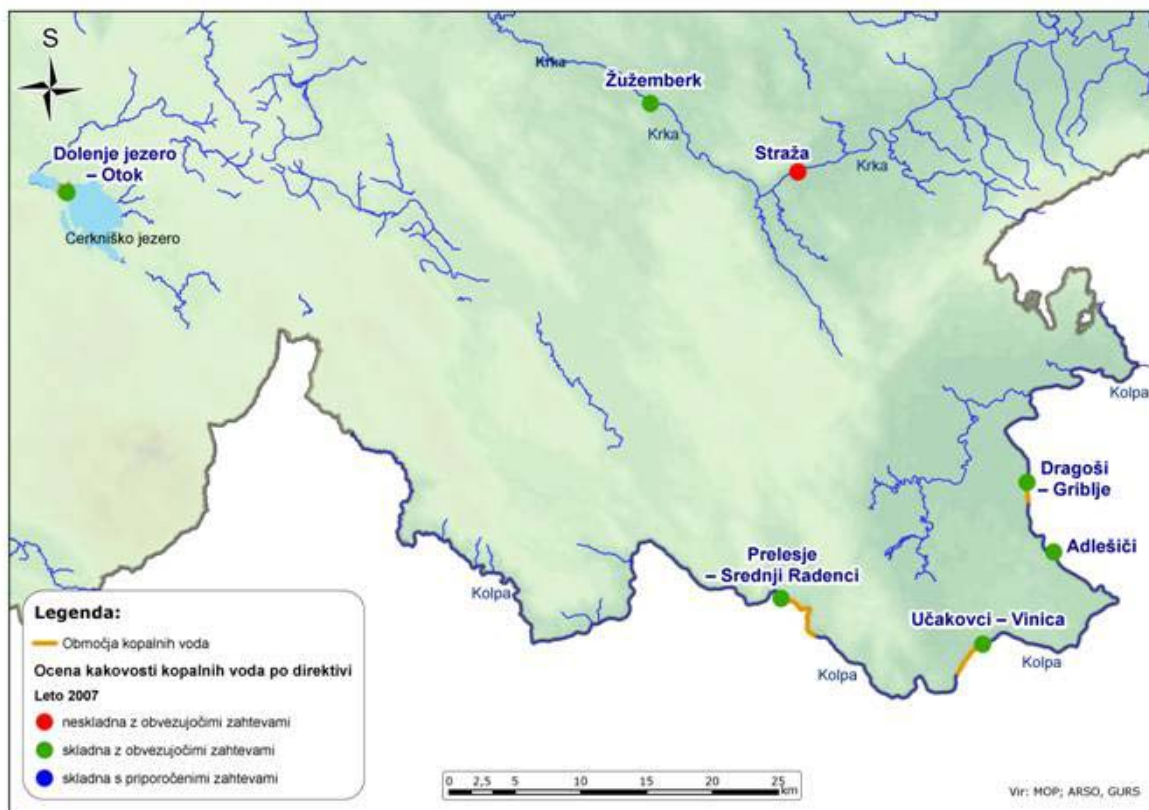 S
Krka
Žužemberk
Krka
Straža
Krka
Dolenje jezero
– Otok
Cerkniško jezero
Kolpa
Dragoši
– Griblje
Adlešiči
Prelesje
– Srednji Radenci
Učakovci – Vinica
Kolpa
Kolpa
Kolpa
Legenda:
Območja kopalnih voda
Ocena kakovosti kopalnih voda po direktivi
Leto 2007
neskladna z obvezujočimi zahtevami
skladna z obvezujočimi zahtevami
skladna s priporočenimi zahtevami
0 2,5 5 10 15 20 25
km
Vir: MOP; ARSO, GURS